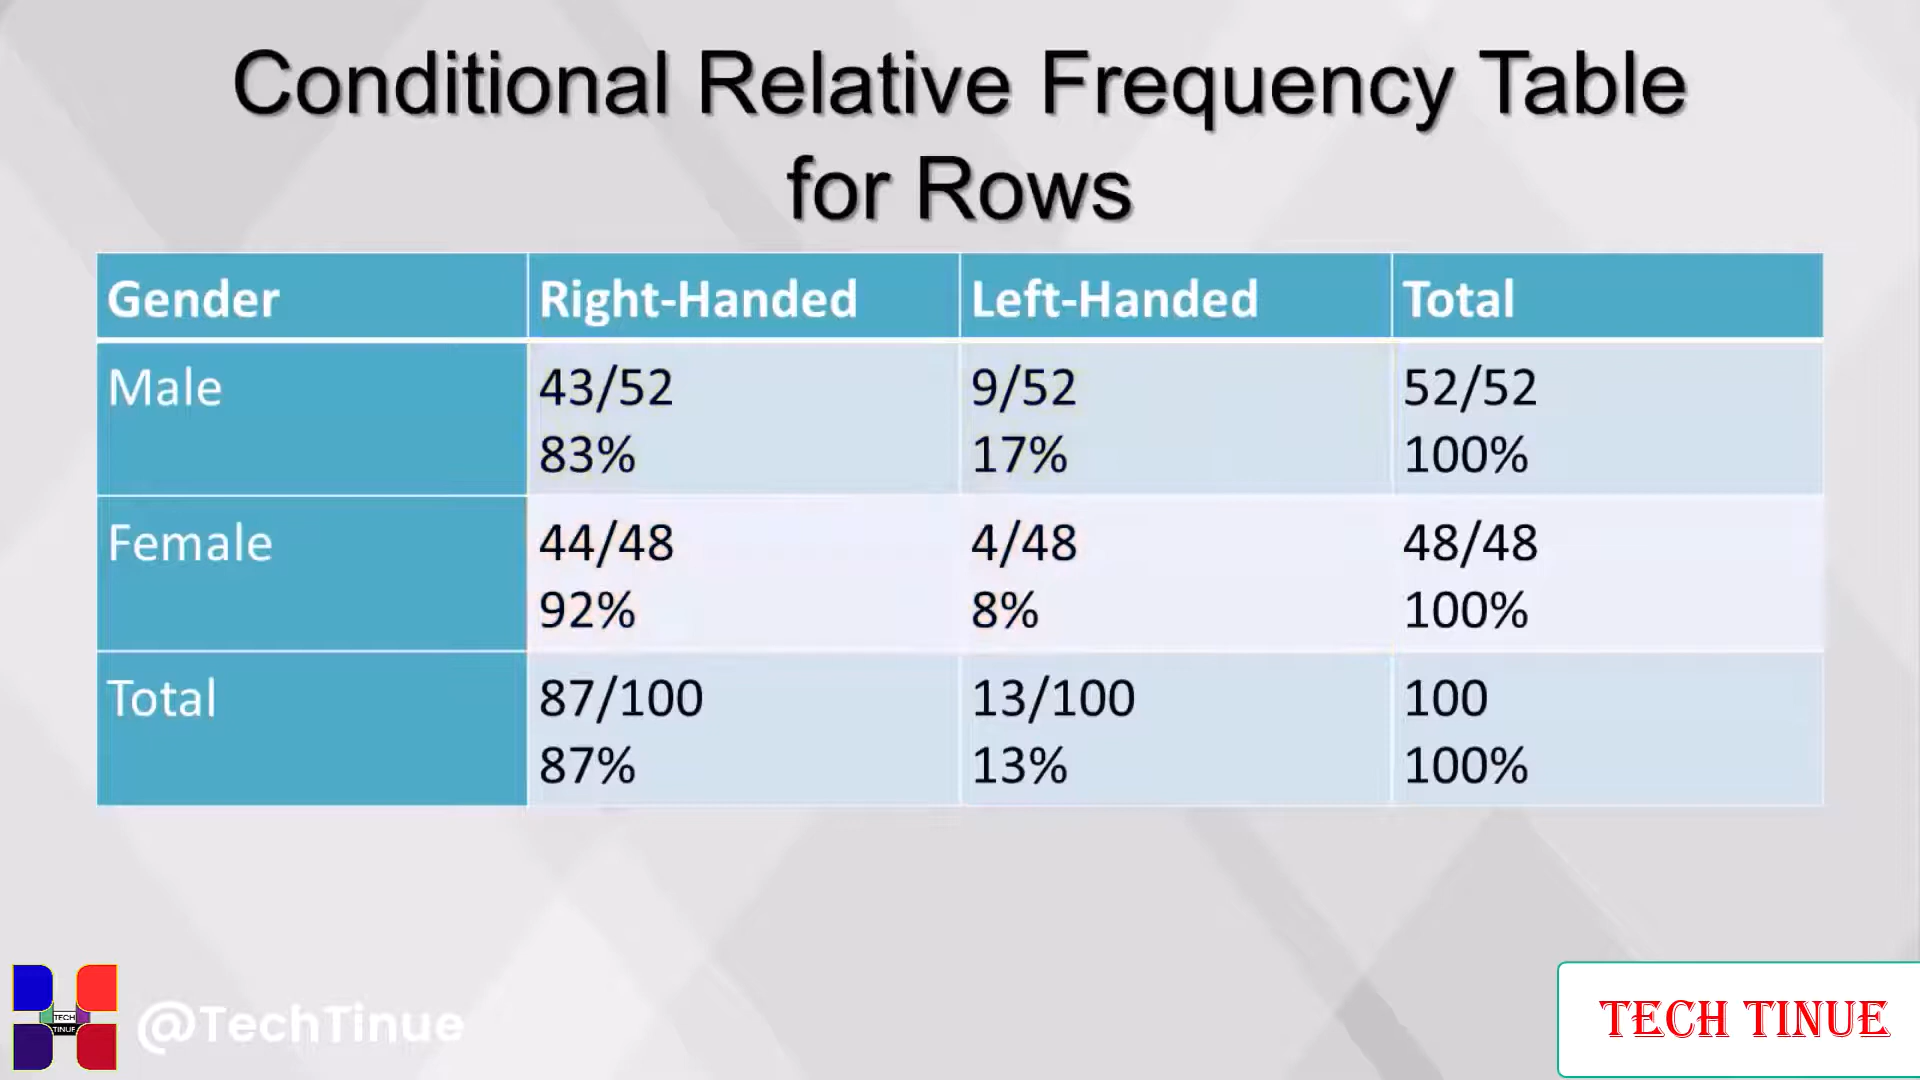 Conditional Relative Frequency Table
for Rows
Gender Right-Handed Left-Handed Total
Male 43/52 9/52 52/52
83% 17% 100%
Female 44/48 4/48 48/48
92% 8% 100%
Total 87/100 13/100 100
87% 13% 100%
TECH
TINUE
@TechTinue
TECH TINUE